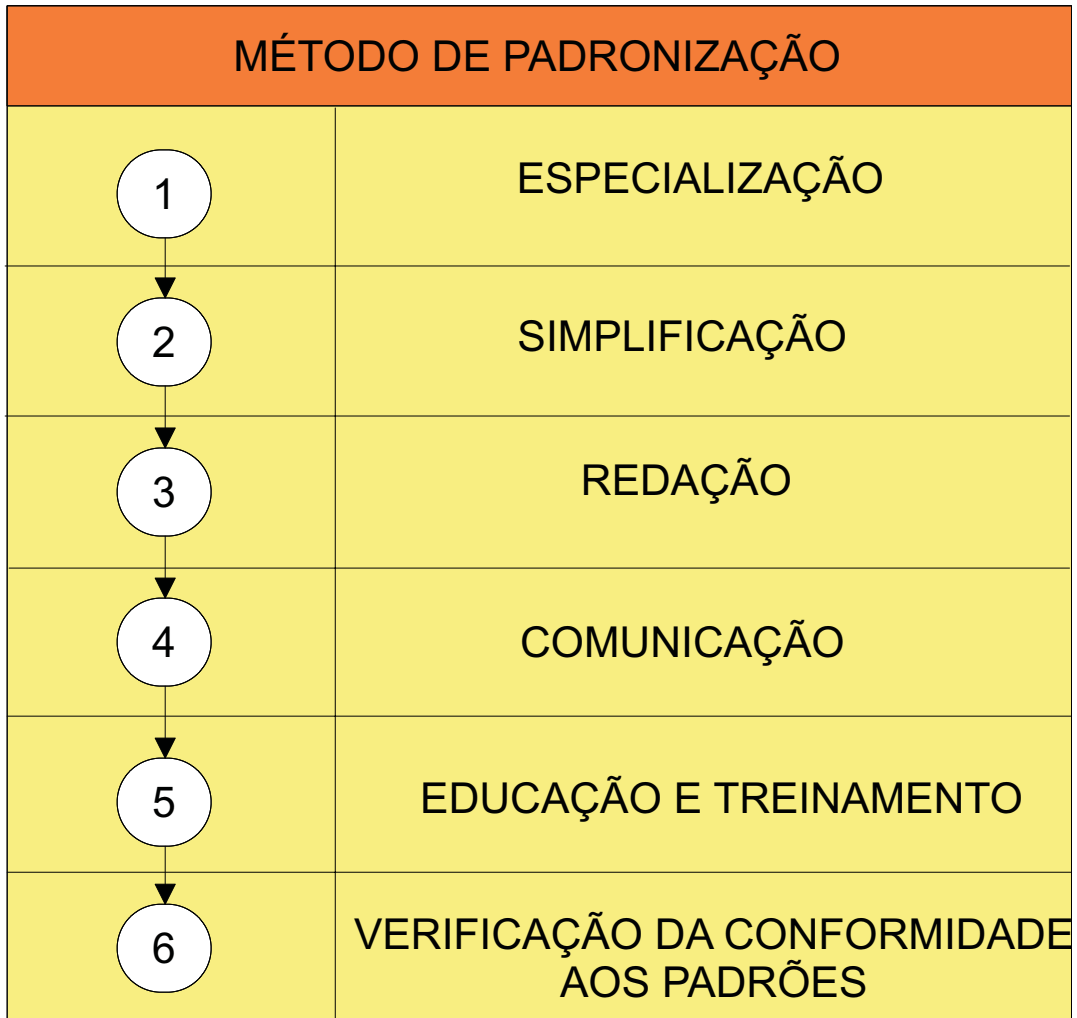 MÉTODO DE PADRONIZAÇÃO
1
ESPECIALIZAÇÃO
2
SIMPLIFICAÇÃO
3
REDAÇÃO
4
COMUNICAÇÃO
5
EDUCAÇÃO E TREINAMENTO
6
VERIFICAÇÃO DA CONFORMIDADE
AOS PADRÕES